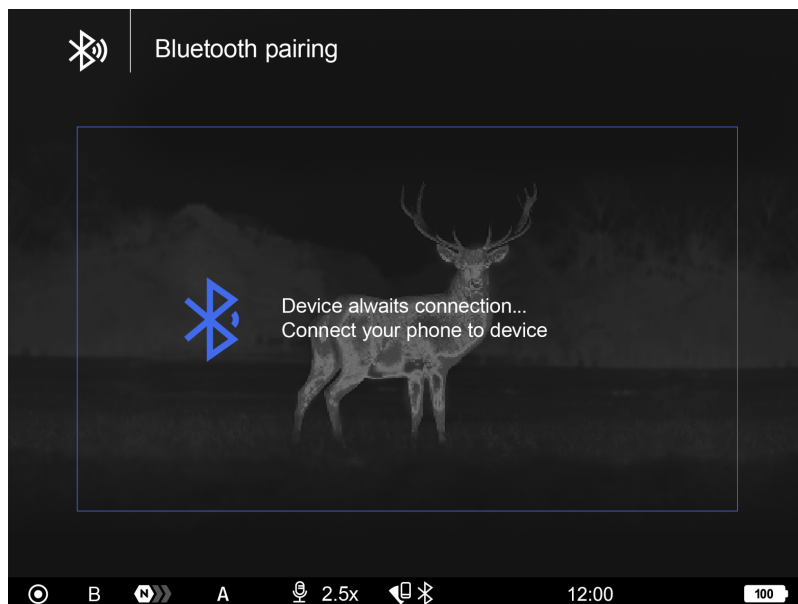 Bluetooth pairing
Device alwaits connection...
Connect your phone to device
B N A 2.5x 12:00 100